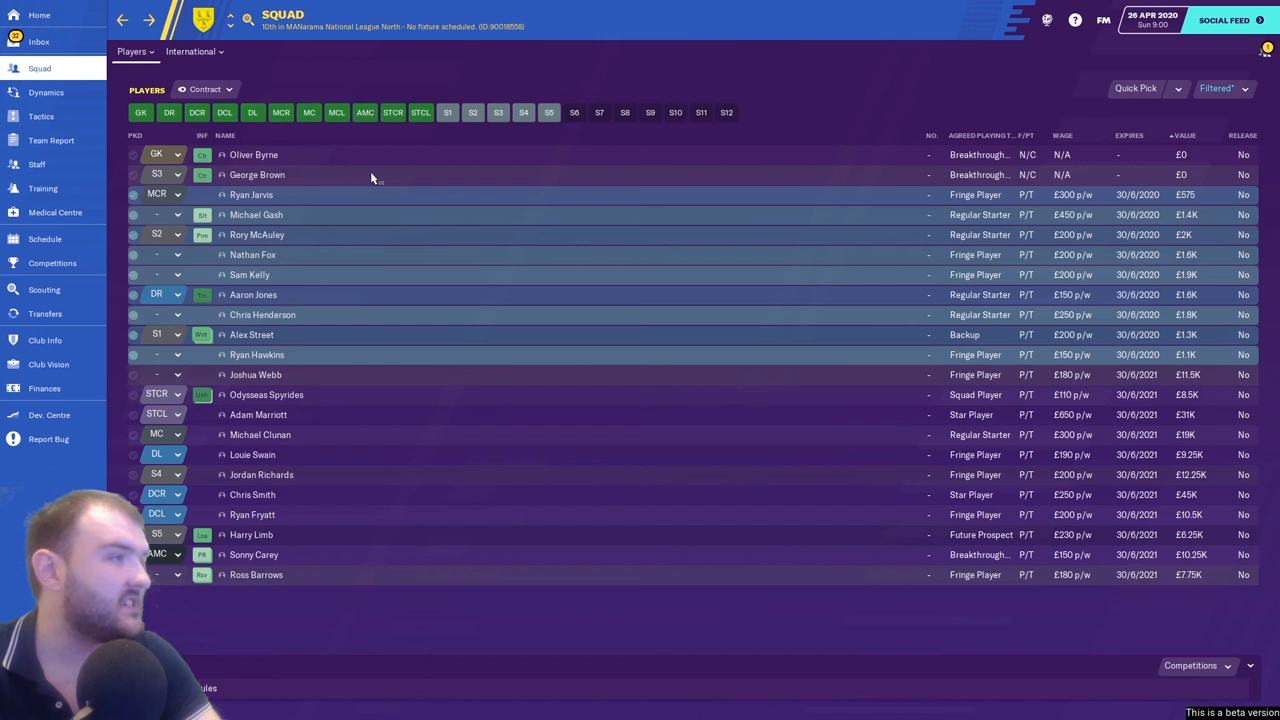 Home
32
Inbox
Squad
Dynamics
Tactics
Team Report
Staff
Training
Medical Centre
Schedule
Competitions
Scouting
Transfers
Club Info
Club Vision
Finances
Dev. Centre
Report Bug
SQUAD
10th in MANarama National League North - No fixture scheduled. (ID:90018558)
FM
26 APR 2020
Sun 9:00
SOCIAL FEED
1
Players International
PLAYERS Contract Quick Pick Filtered*
GK DR DCR DCL DL MCR MC MCL AMC STCR STCL S1 S2 S3 S4 S5 S6 S7 S8 S9 S10 S11 S12
PKD INF NAME NO. AGREED PLAYING T... F/PT WAGE EXPIRES VALUE RELEASE
GK Ctr Oliver Byrne - Breakthrough... N/C N/A - £0 No
S3 Ctr George Brown - Breakthrough... N/C N/A - £0 No
MCR Ryan Jarvis - Fringe Player P/T £300 p/w 30/6/2020 £575 No
- Slt Michael Gash - Regular Starter P/T £450 p/w 30/6/2020 £1.4K No
S2 Prm Rory McAuley - Regular Starter P/T £200 p/w 30/6/2020 £2K No
- Nathan Fox - Fringe Player P/T £200 p/w 30/6/2020 £1.6K No
- Sam Kelly - Fringe Player P/T £200 p/w 30/6/2020 £1.9K No
DR Trn Aaron Jones - Regular Starter P/T £150 p/w 30/6/2020 £1.6K No
- Chris Henderson - Regular Starter P/T £250 p/w 30/6/2020 £1.8K No
S1 Wnt Alex Street - Backup P/T £200 p/w 30/6/2020 £1.3K No
- Ryan Hawkins - Fringe Player P/T £150 p/w 30/6/2020 £1.1K No
- Joshua Webb - Fringe Player P/T £180 p/w 30/6/2021 £11.5K No
STCR Unh Odysseas Spyrides - Squad Player P/T £110 p/w 30/6/2021 £8.5K No
STCL Adam Marriott - Star Player P/T £650 p/w 30/6/2021 £31K No
MC Michael Clunan - Regular Starter P/T £300 p/w 30/6/2021 £19K No
DL Louie Swain - Fringe Player P/T £190 p/w 30/6/2021 £9.25K No
S4 Jordan Richards - Fringe Player P/T £200 p/w 30/6/2021 £12.25K No
DCR Chris Smith - Star Player P/T £250 p/w 30/6/2021 £45K No
DCL Ryan Fryatt - Fringe Player P/T £200 p/w 30/6/2021 £10.5K No
S5 Loa Harry Limb - Future Prospect P/T £230 p/w 30/6/2021 £6.25K No
AMC PR Sonny Carey - Breakthrough... P/T £150 p/w 30/6/2021 £10.25K No
- Rsv Ross Barrows - Fringe Player P/T £180 p/w 30/6/2021 £7.75K No
Competitions
ules
This is a beta version